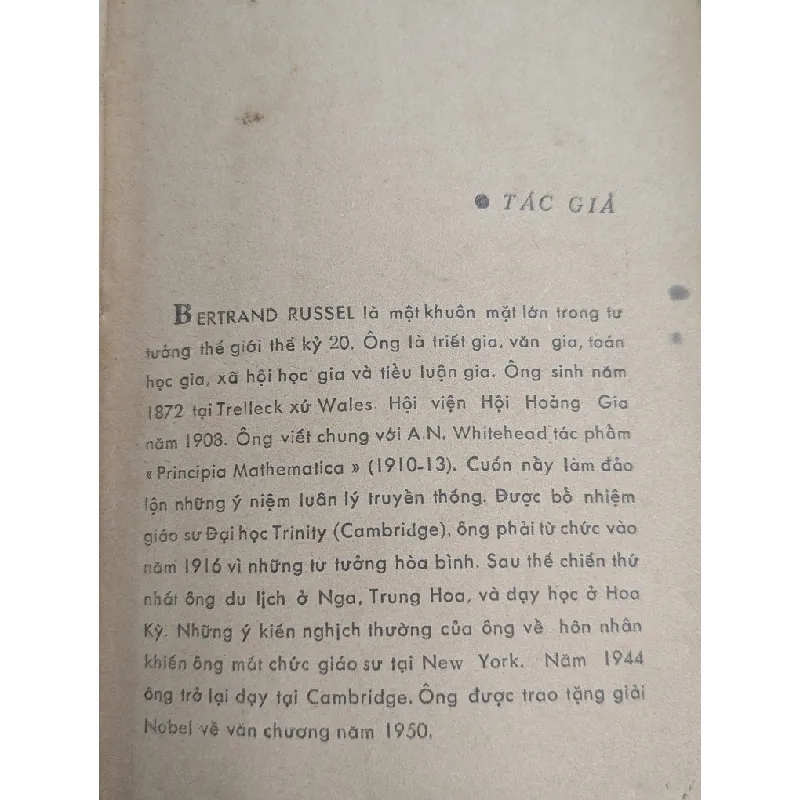 ● TÁC GIẢ
BERTRAND RUSSEL là một khuôn mặt lớn trong tư
tưởng thế giới thế kỷ 20. Ông là triết gia, văn gia, toán
học gia, xã hội học gia và tiểu luận gia. Ông sinh năm
1872 tại Trelleck xứ Wales. Hội viện Hội Hoàng Gia
năm 1908. Ông viết chung với A.N. Whitehead tác phẩm
« Principia Mathematica » (1910-13). Cuốn này làm đảo
lộn những ý niệm luân lý truyền thống. Được bổ nhiệm
giáo sư Đại học Trinity (Cambridge), ông phải từ chức vào
năm 1916 vì những tư tưởng hòa bình. Sau thế chiến thứ
nhất ông du lịch ở Nga, Trung Hoa, và dạy học ở Hoa
Kỳ. Những ý kiến nghịch thường của ông về hôn nhân
khiến ông mất chức giáo sư tại New York. Năm 1944
ông trở lại dạy tại Cambridge. Ông được trao tặng giải
Nobel về văn chương năm 1950.